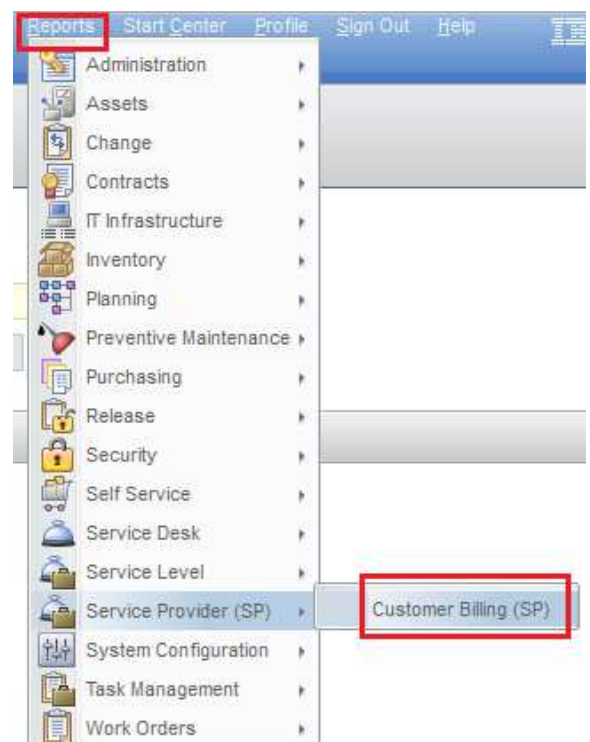 Reports Start Center Profile Sign Out Help IBM
Administration
Assets
Change
Contracts
IT Infrastructure
Inventory
Planning
Preventive Maintenance
Purchasing
Release
Security
Self Service
Service Desk
Service Level
Service Provider (SP) Customer Billing (SP)
System Configuration
Task Management
Work Orders